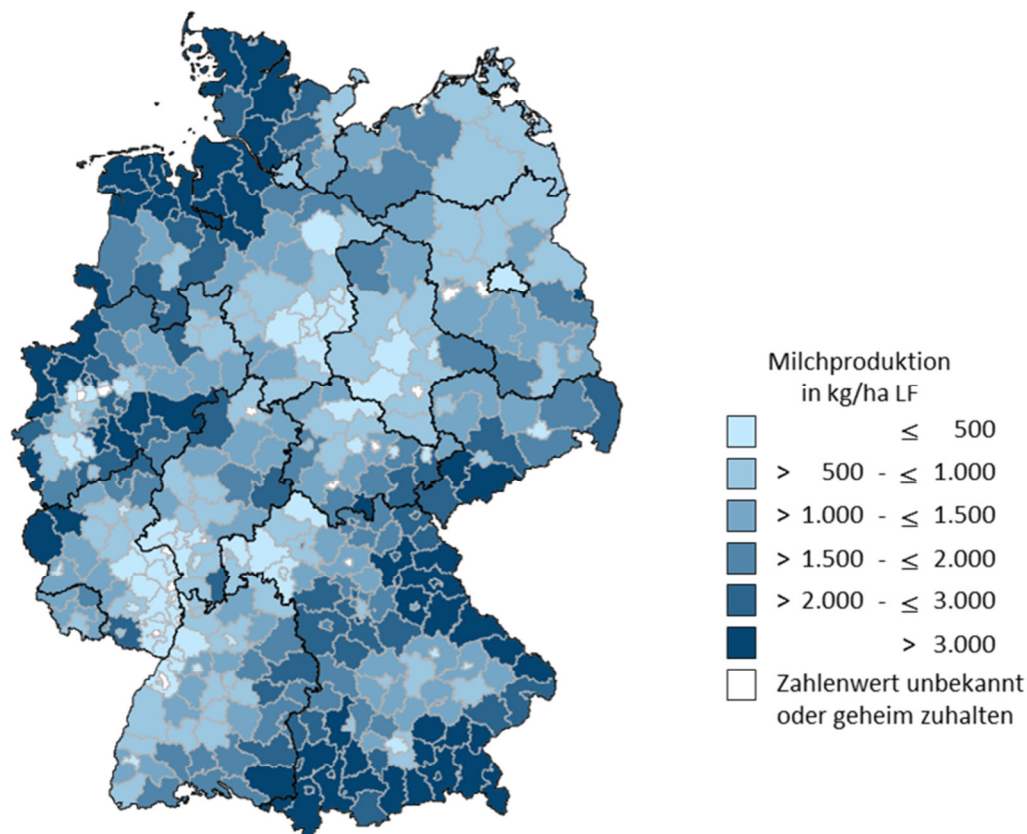 Milchproduktion
in kg/ha LF
≤ 500
> 500 - ≤ 1.000
> 1.000 - ≤ 1.500
> 1.500 - ≤ 2.000
> 2.000 - ≤ 3.000
> 3.000
Zahlenwert unbekannt
oder geheim zuhalten